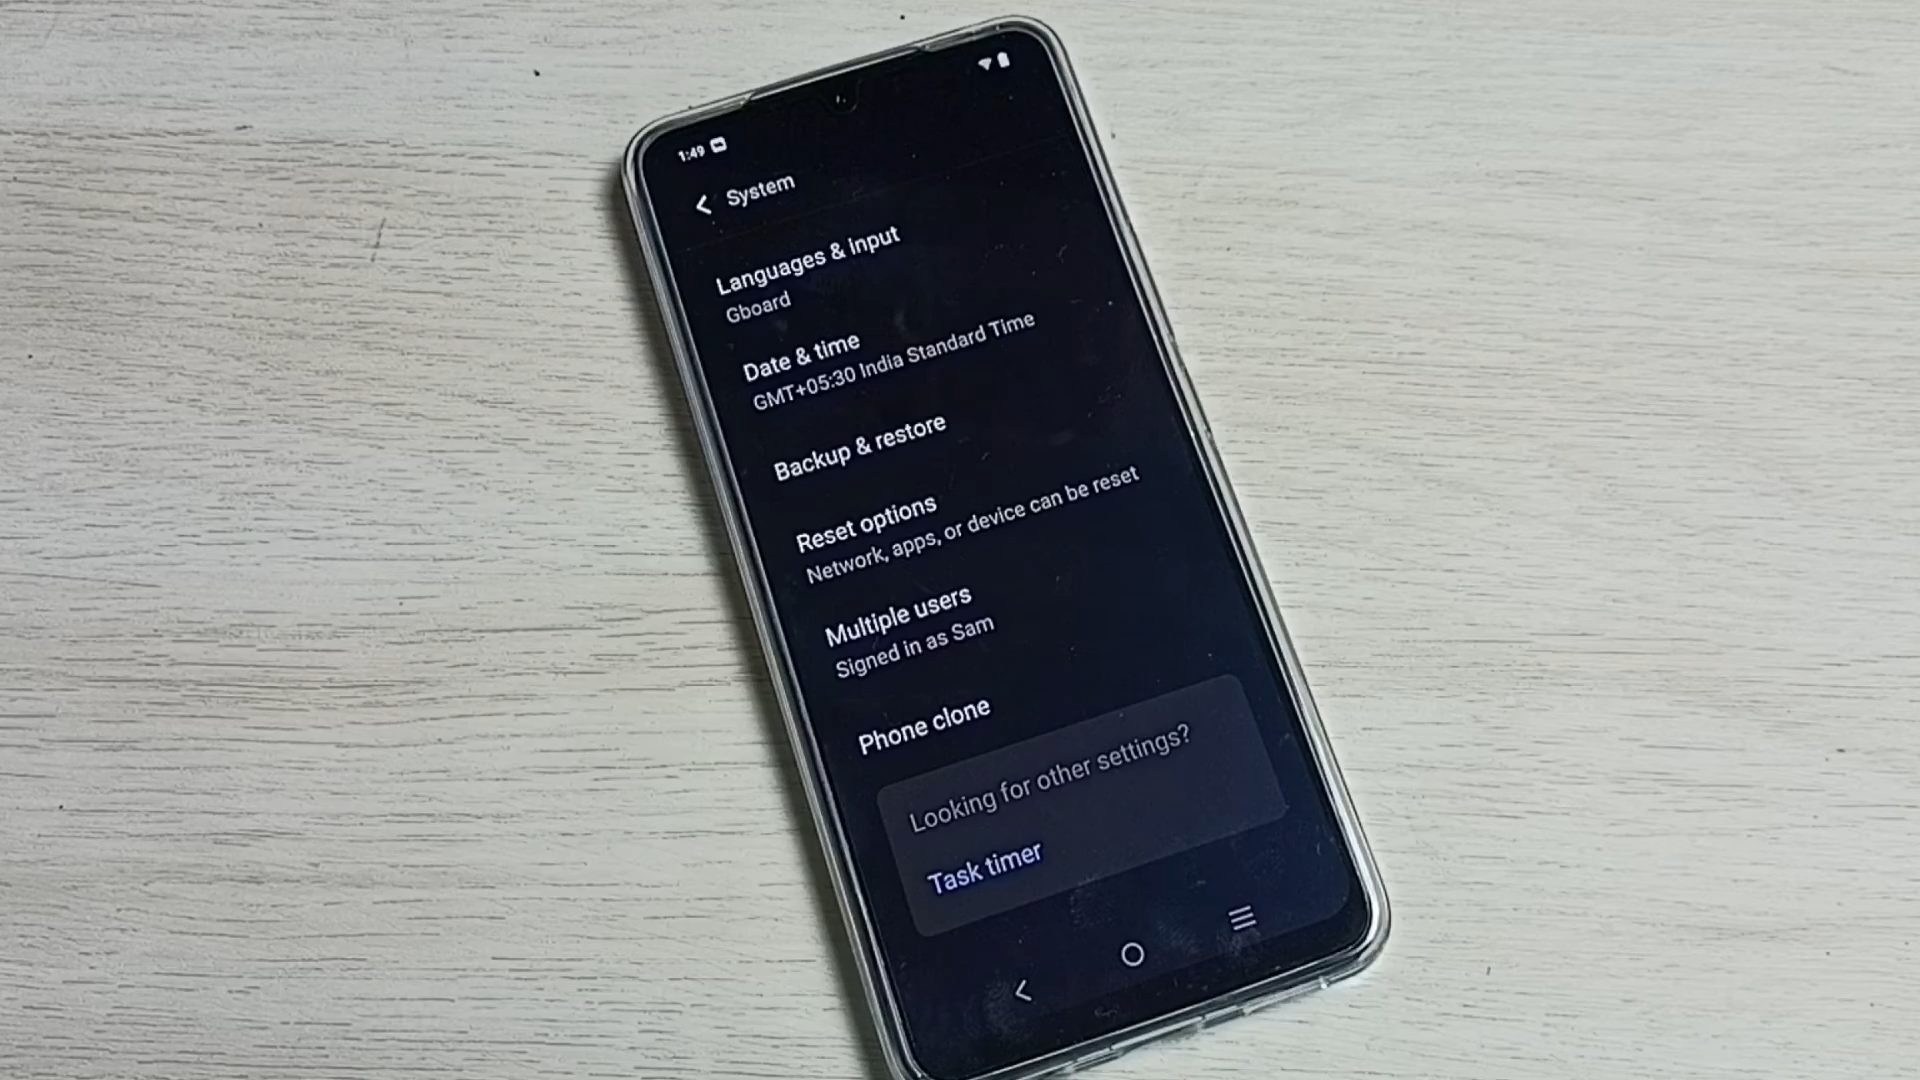 1:49
System
Languages & input
Gboard
Date & time
GMT+05:30 India Standard Time
Backup & restore
Reset options
Network, apps, or device can be reset
Multiple users
Signed in as Sam
Phone clone
Looking for other settings?
Task timer